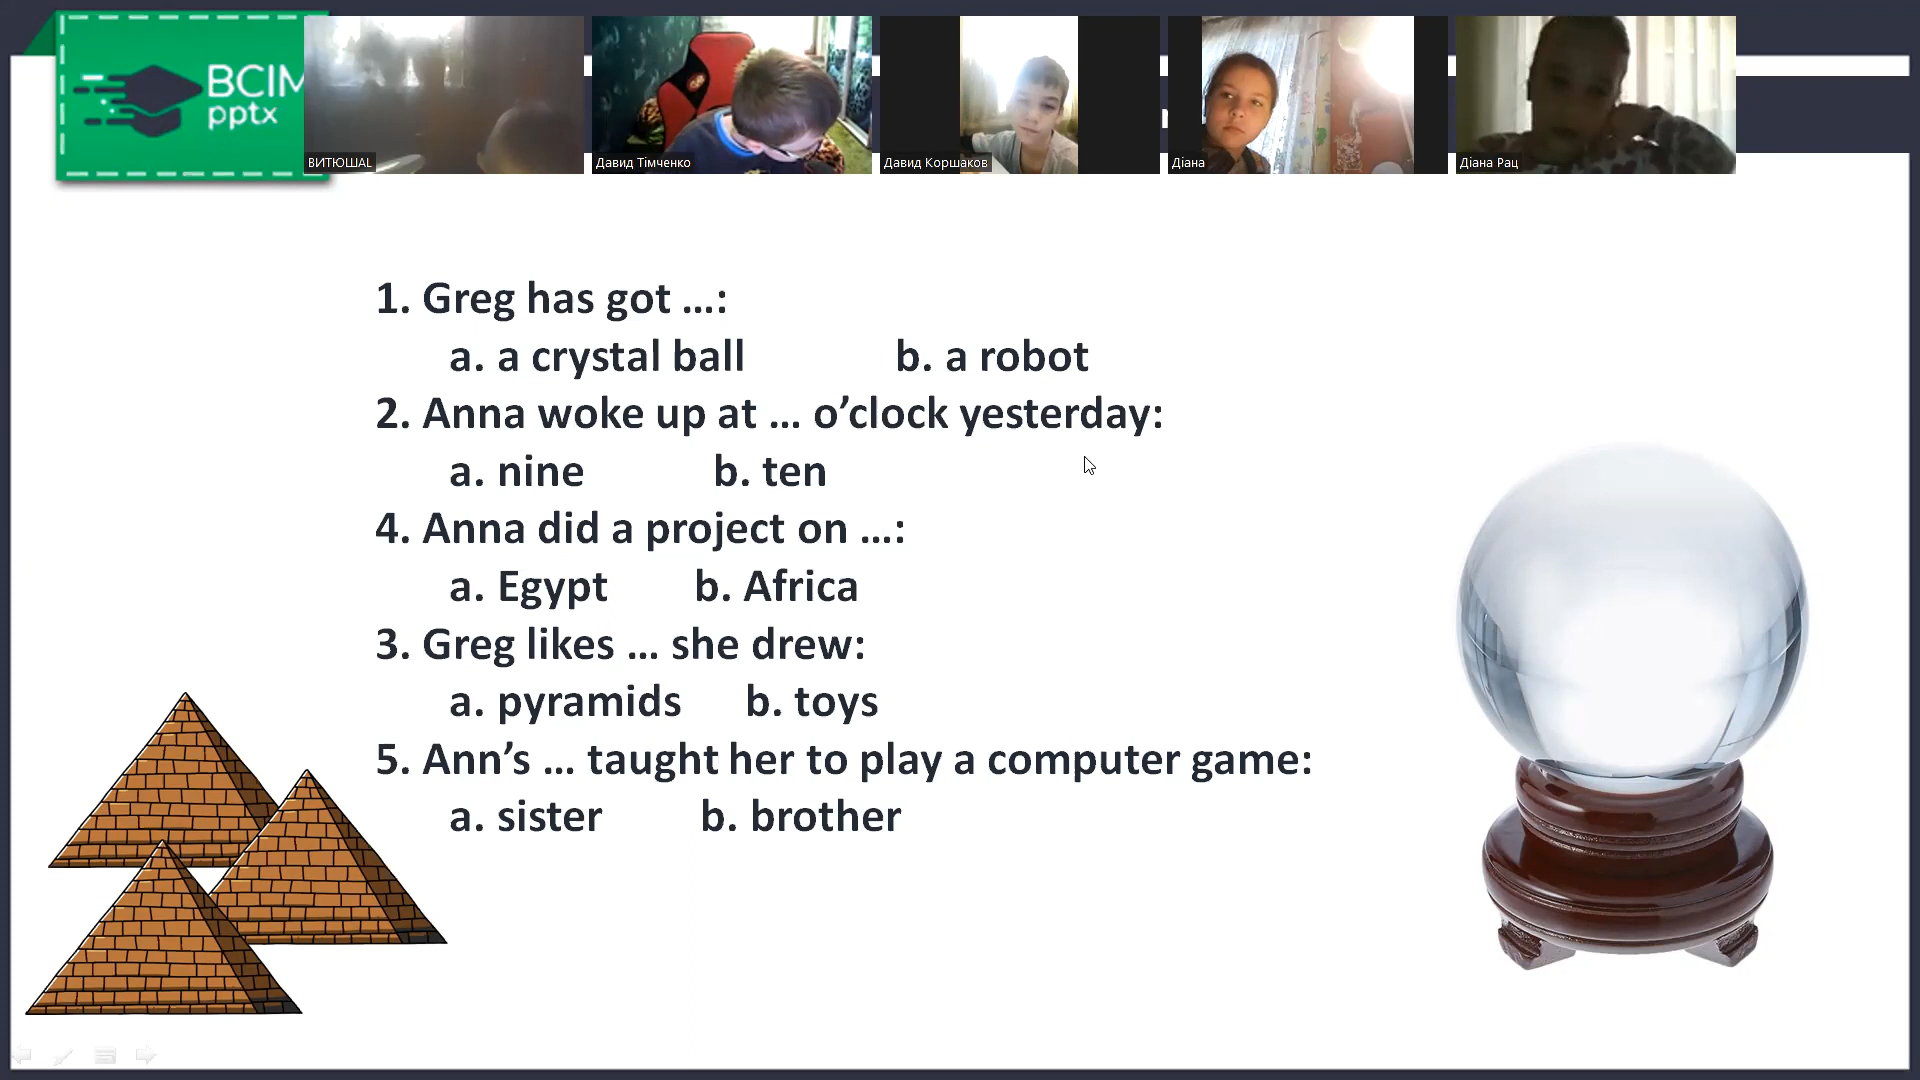 ВСІМ
pptx
ВИТЮШАL
Давид Тімченко
Давид Коршаков
Діана
Діана Рац
1. Greg has got ...:
a. a crystal ball b. a robot
2. Anna woke up at ... o’clock yesterday:
a. nine b. ten
4. Anna did a project on ...:
a. Egypt b. Africa
3. Greg likes ... she drew:
a. pyramids b. toys
5. Ann’s ... taught her to play a computer game:
a. sister b. brother